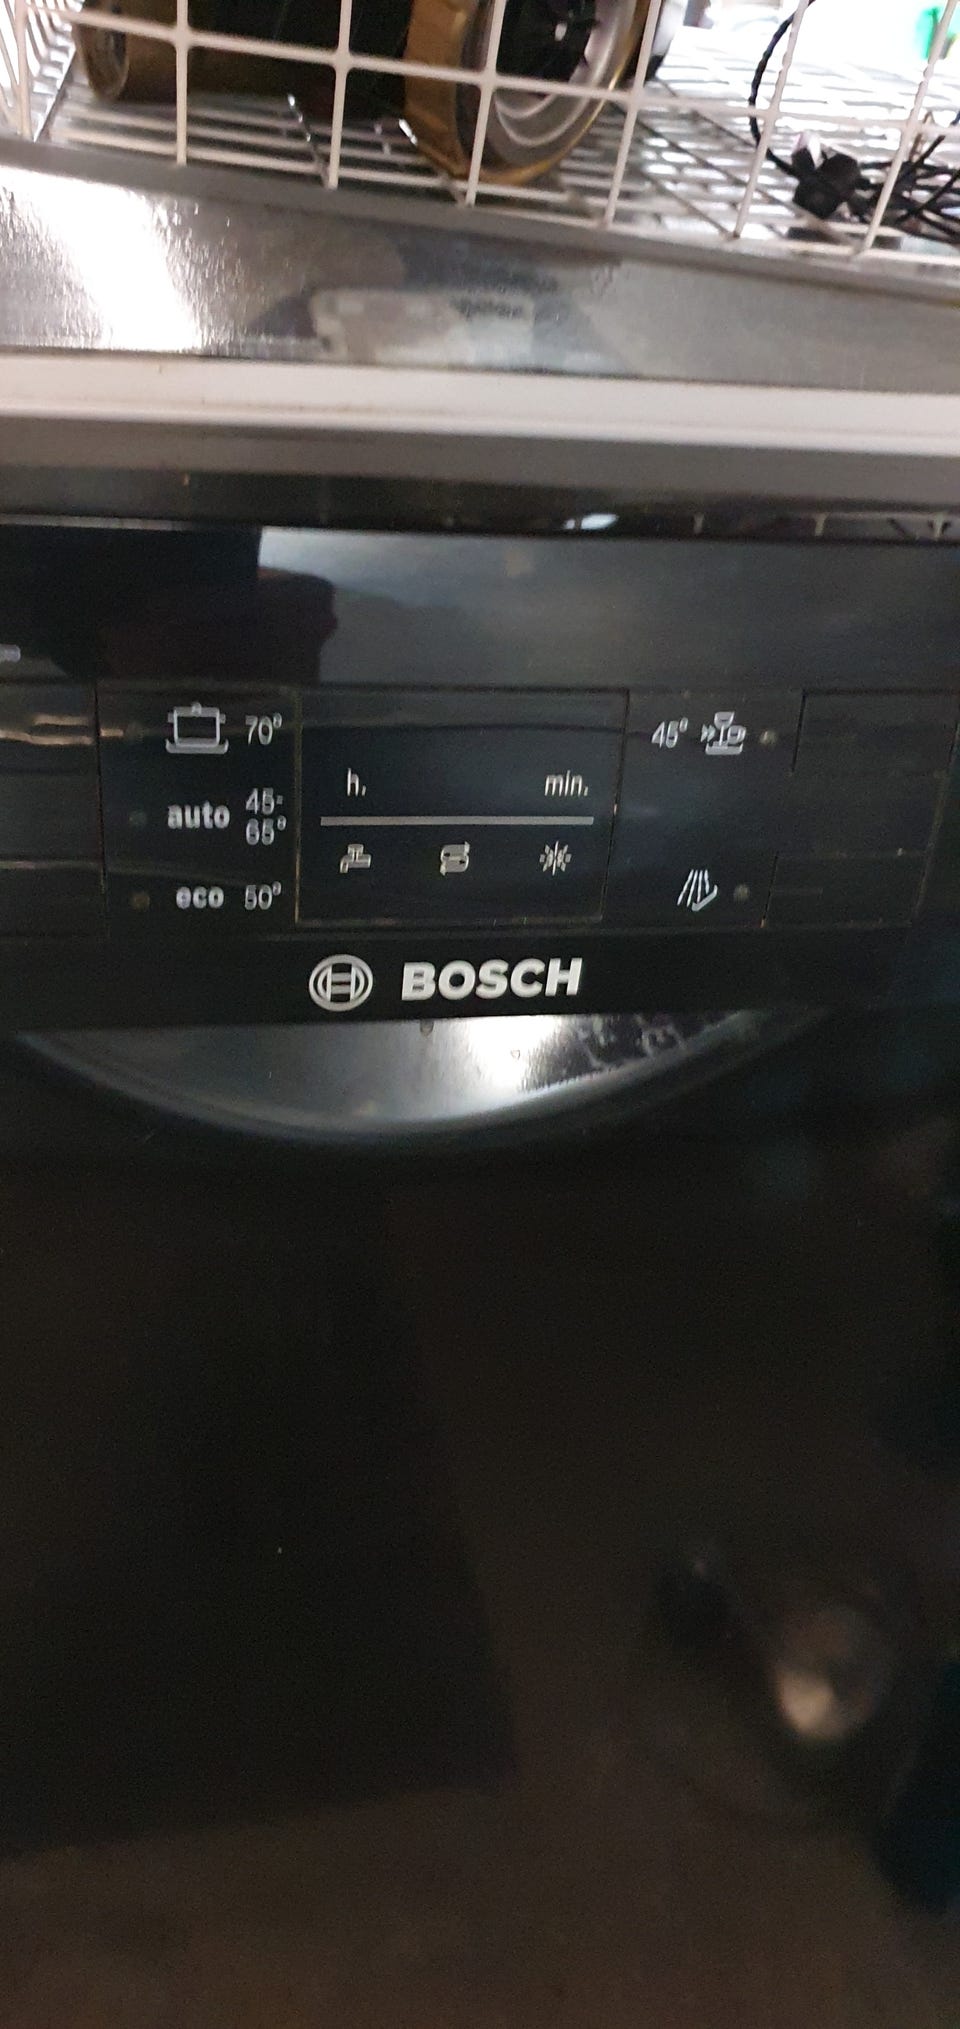 70°
auto 45-
65°
eco 50°
h. min.
45°
BOSCH